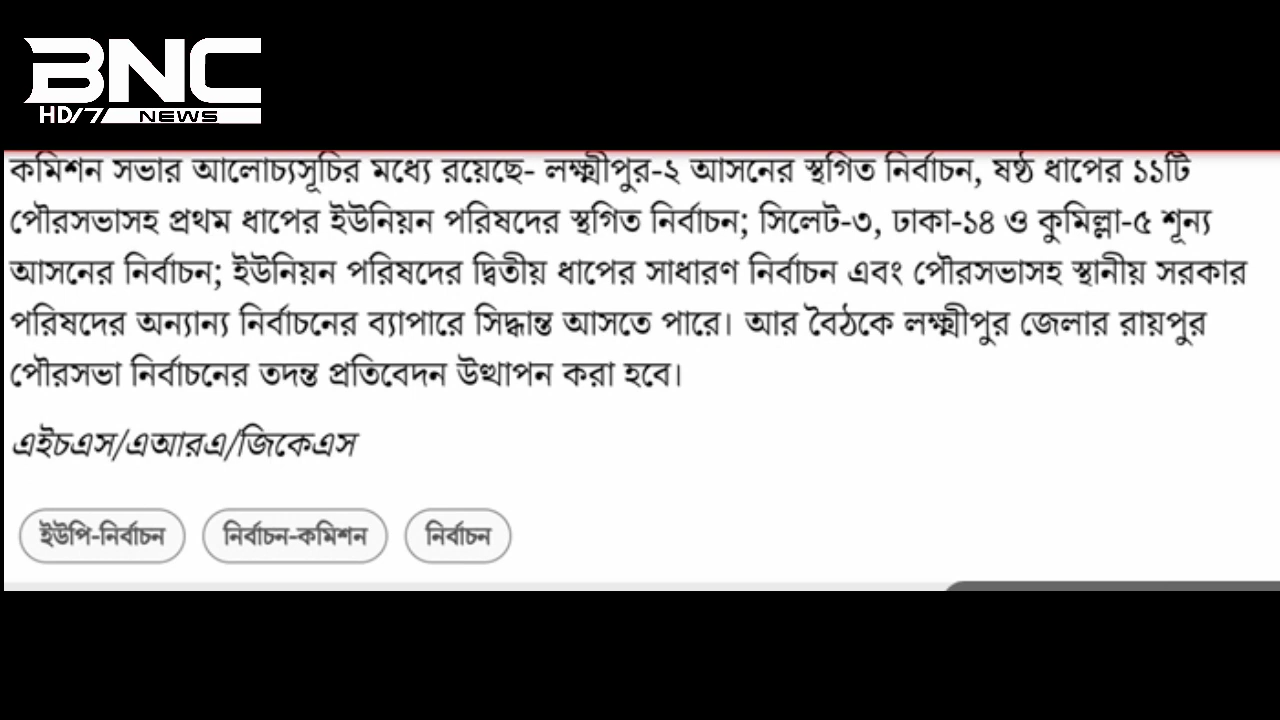 BNC
HD/7 NEWS
কমিশন সভার আলোচ্যসূচির মধ্যে রয়েছে- লক্ষ্মীপুর-২ আসনের স্থগিত নির্বাচন, ষষ্ঠ ধাপের ১১টি
পৌরসভাসহ প্রথম ধাপের ইউনিয়ন পরিষদের স্থগিত নির্বাচন; সিলেট-৩, ঢাকা-১৪ ও কুমিল্লা-৫ শূন্য
আসনের নির্বাচন; ইউনিয়ন পরিষদের দ্বিতীয় ধাপের সাধারণ নির্বাচন এবং পৌরসভাসহ স্থানীয় সরকার
পরিষদের অন্যান্য নির্বাচনের ব্যাপারে সিদ্ধান্ত আসতে পারে। আর বৈঠকে লক্ষ্মীপুর জেলার রায়পুর
পৌরসভা নির্বাচনের তদন্ত প্রতিবেদন উত্থাপন করা হবে।
এইচএস/এআরএ/জিকেএস
ইউপি-নির্বাচন নির্বাচন-কমিশন নির্বাচন